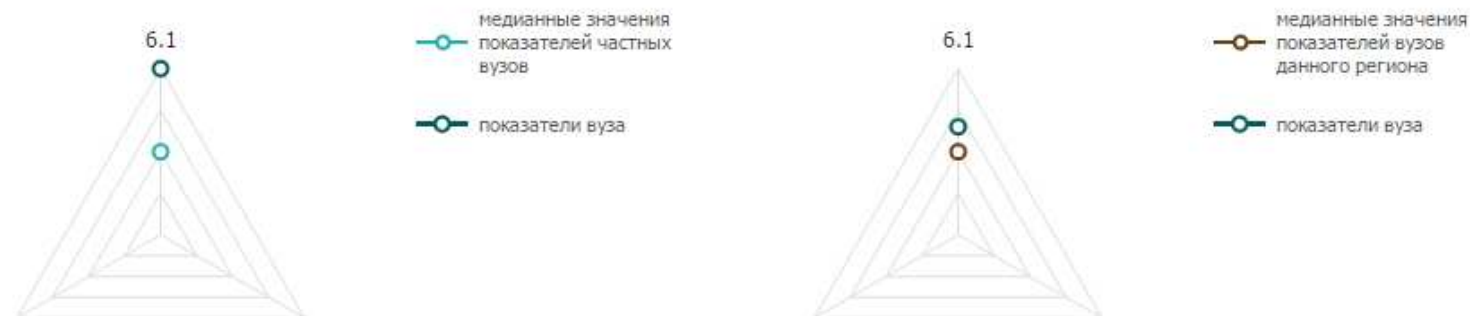 медианные значения
показателей частных
вузов
6.1
показатели вуза
медианные значения
показателей вузов
данного региона
6.1
показатели вуза